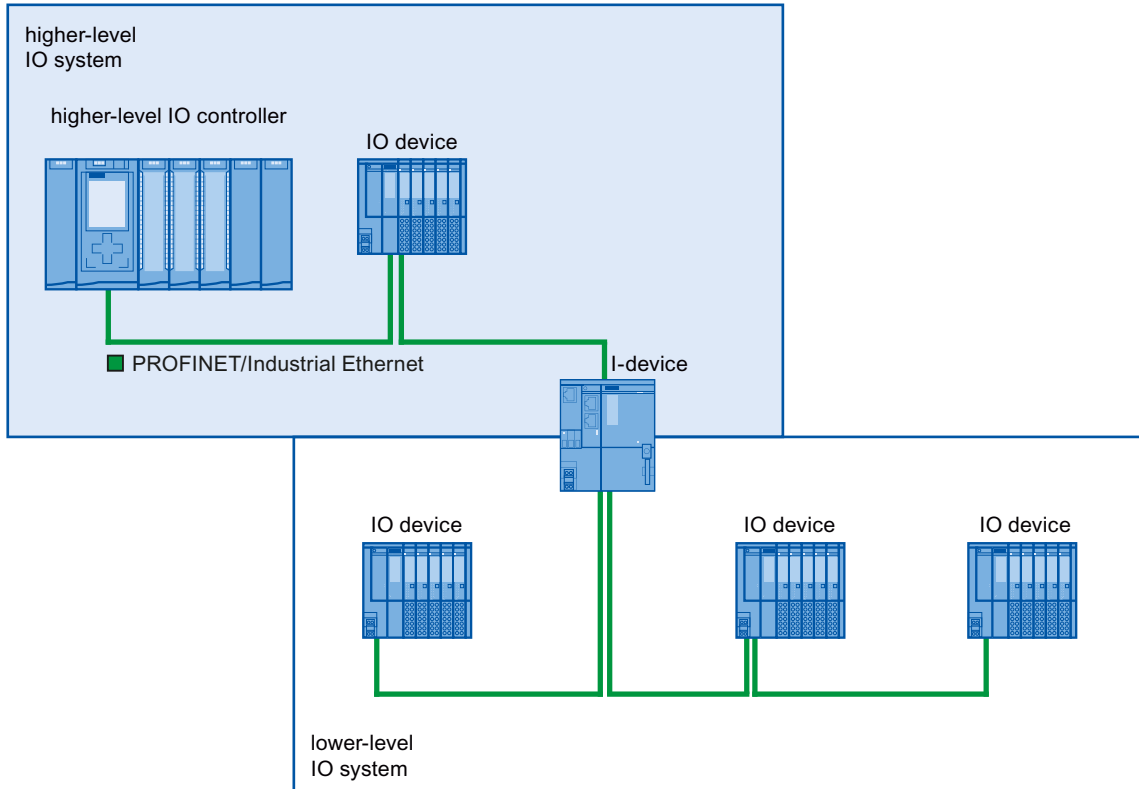 higher-level
IO system
higher-level IO controller
IO device
PROFINET/Industrial Ethernet
I-device
IO device
IO device
IO device
lower-level
IO system